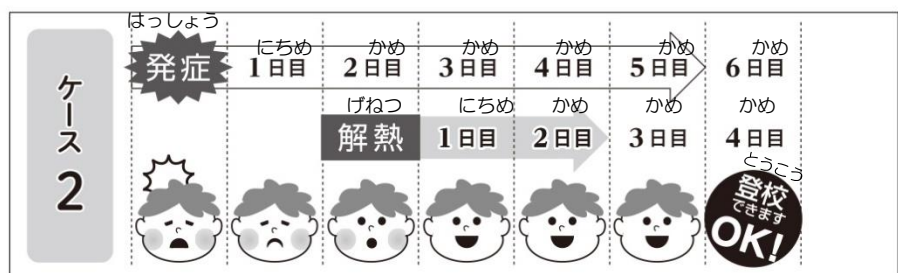 はっしょう
にちめ かめ かめ かめ かめ かめ
発症 1日目 2日目 3日目 4日目 5日目 6日目
げねつ にちめ かめ かめ かめ
解熱 1日目 2日目 3日目 4日目
ケース2
とうこう
登校
できます
OK!